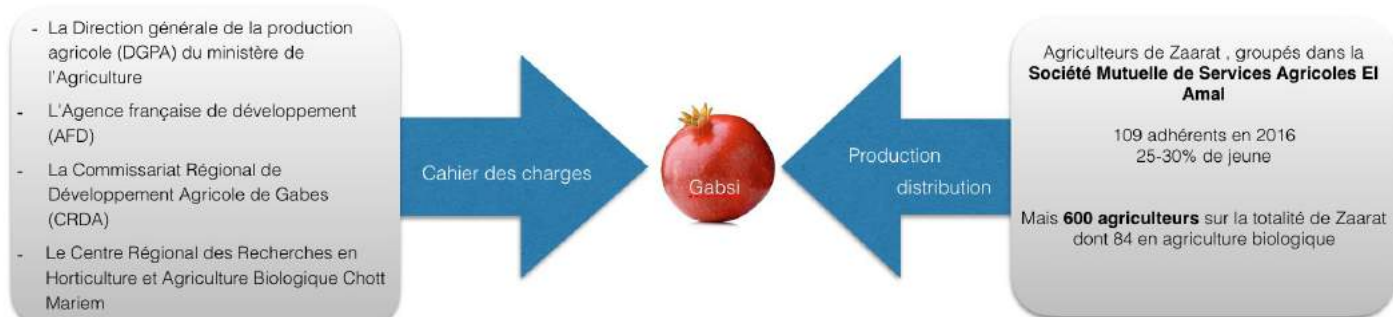 - La Direction générale de la production
agricole (DGPA) du ministère de
l'Agriculture
- L'Agence française de développement
(AFD)
- La Commissariat Régional de
Développement Agricole de Gabes
(CRDA)
- Le Centre Régional des Recherches en
Horticulture et Agriculture Biologique Chott
Mariem
Cahier des charges
Gabsi
Production
distribution
Agriculteurs de Zaarat , groupés dans la
Société Mutuelle de Services Agricoles El
Amal
109 adhérents en 2016
25-30% de jeune
Mais 600 agriculteurs sur la totalité de Zaarat
dont 84 en agriculture biologique